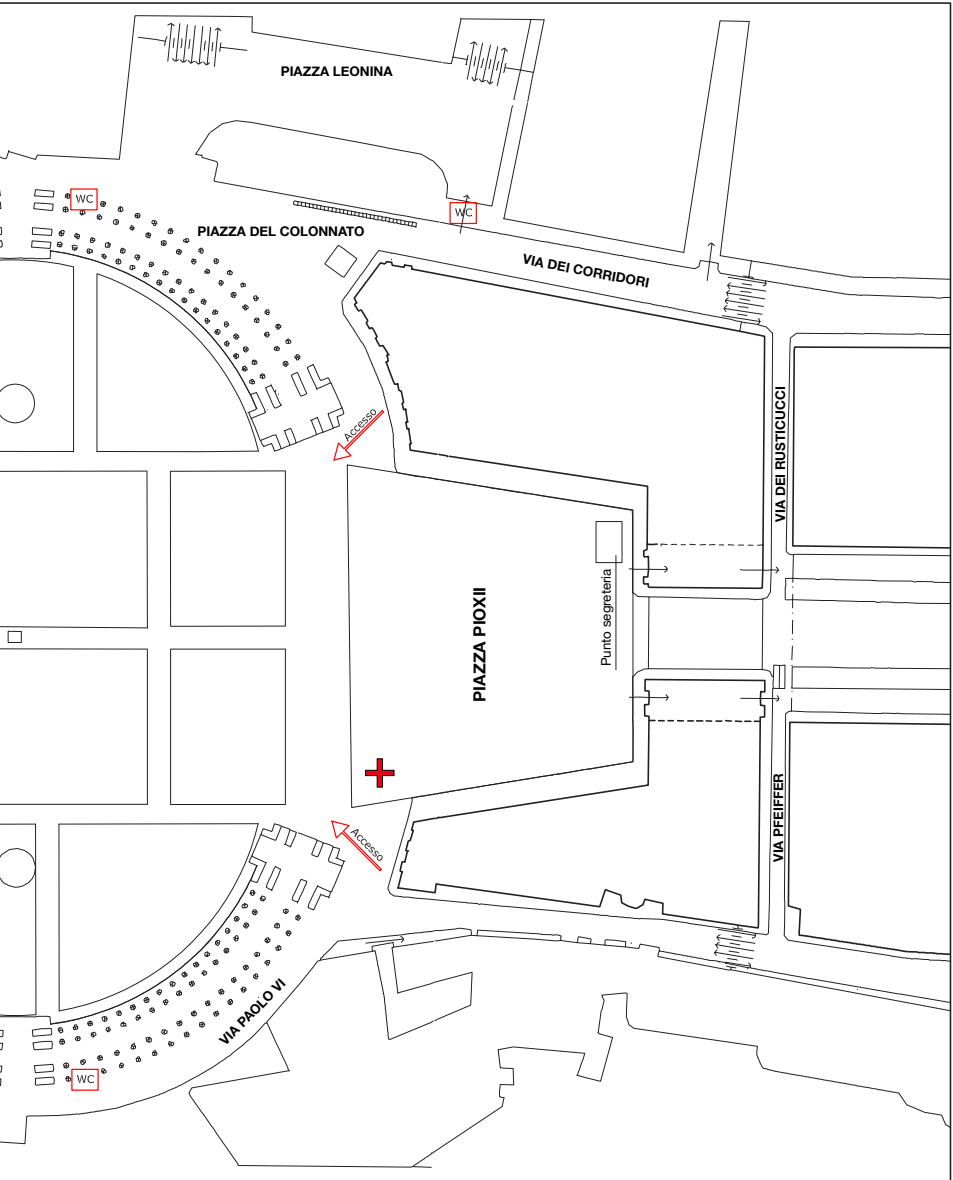 PIAZZA LEONINA
WC
WC
PIAZZA DEL COLONNATO
VIA DEI CORRIDORI
Accesso
VIA DEI RUSTICUCCI
PIAZZA PIOXII
Punto segreteria
Accesso
VIA PFEIFFER
VIA PAOLO VI
WC